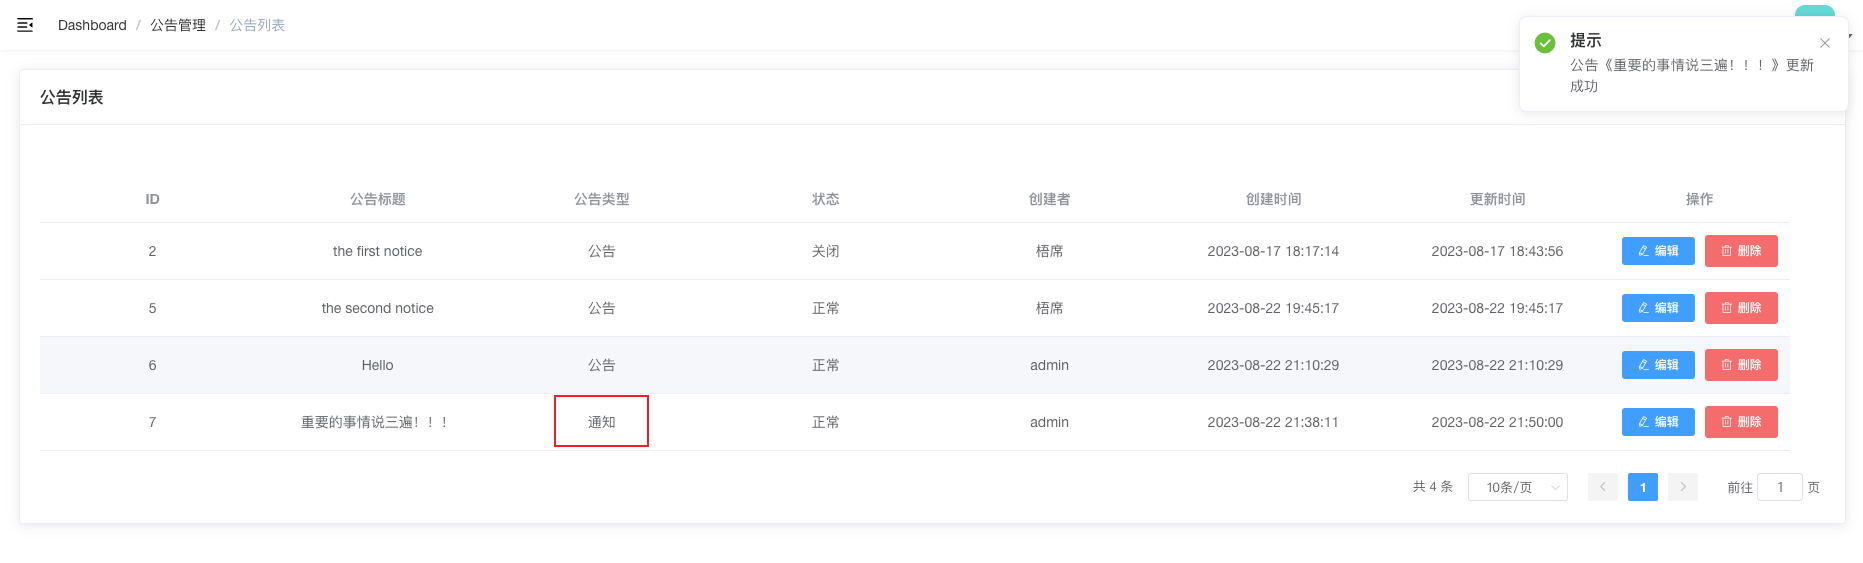 Dashboard / 公告管理 / 公告列表
提示
公告《重要的事情说三遍！！！》更新
成功
公告列表
ID 公告标题 公告类型 状态 创建者 创建时间 更新时间 操作
2 the first notice 公告 关闭 梧席 2023-08-17 18:17:14 2023-08-17 18:43:56 编辑 删除
5 the second notice 公告 正常 梧席 2023-08-22 19:45:17 2023-08-22 19:45:17 编辑 删除
6 Hello 公告 正常 admin 2023-08-22 21:10:29 2023-08-22 21:10:29 编辑 删除
7 重要的事情说三遍！！！ 通知 正常 admin 2023-08-22 21:38:11 2023-08-22 21:50:00 编辑 删除
共 4 条 10条/页 1 前往 1 页